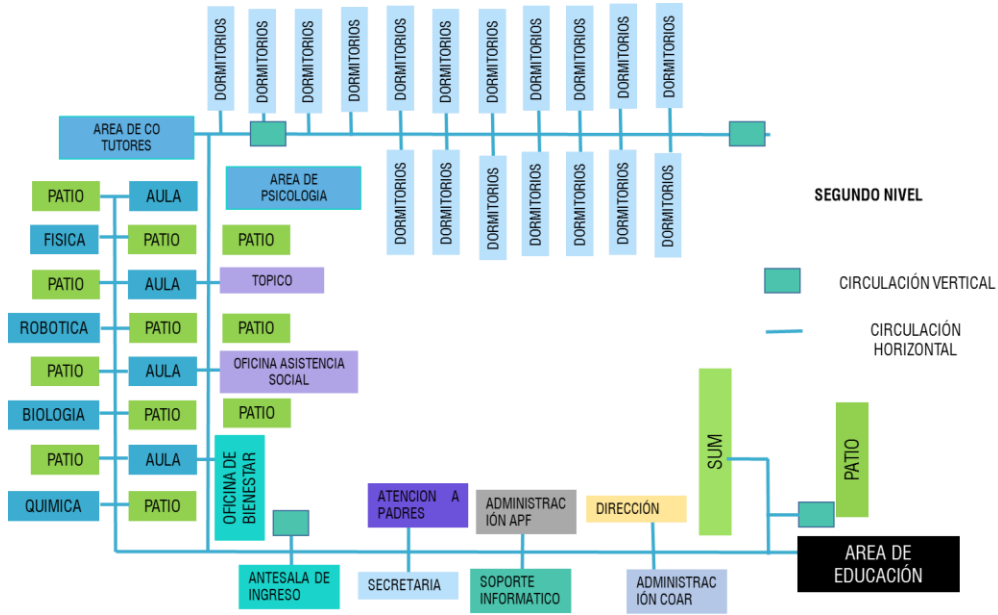 DORMITORIOS
DORMITORIOS
DORMITORIOS
DORMITORIOS
DORMITORIOS
DORMITORIOS
DORMITORIOS
DORMITORIOS
DORMITORIOS
DORMITORIOS
DORMITORIOS
AREA DE CO
TUTORES
DORMITORIOS
DORMITORIOS
DORMITORIOS
DORMITORIOS
DORMITORIOS
DORMITORIOS
DORMITORIOS
AREA DE
PSICOLOGIA
PATIO
AULA
SEGUNDO NIVEL
FISICA
PATIO
PATIO
PATIO
AULA
TOPICO
CIRCULACIÓN VERTICAL
ROBOTICA
PATIO
PATIO
CIRCULACIÓN
HORIZONTAL
PATIO
AULA
OFICINA ASISTENCIA
SOCIAL
BIOLOGIA
PATIO
PATIO
PATIO
AULA
OFICINA DE
BIENESTAR
SUM
PATIO
QUIMICA
PATIO
ATENCION A
PADRES
ADMINISTRAC
IÓN APF
DIRECCIÓN
AREA DE
EDUCACIÓN
ANTESALA DE
INGRESO
SECRETARIA
SOPORTE
INFORMATICO
ADMINISTRAC
IÓN COAR